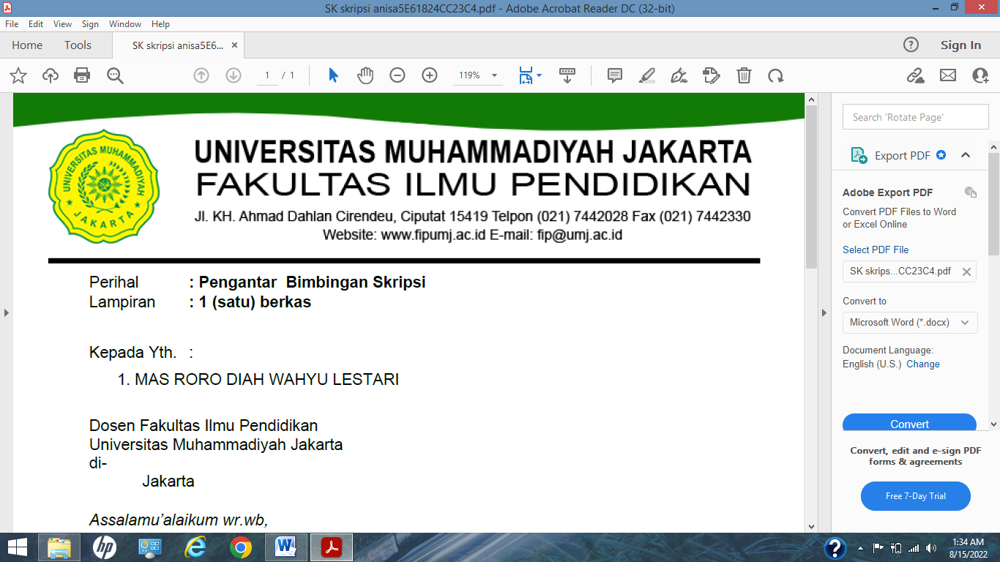 SK skripsi anisa5E61824CC23C4.pdf - Adobe Acrobat Reader DC (32-bit)
File Edit View Sign Window Help
Home Tools SK skripsi anisa5E6... × Sign In
1 / 1 119%
Search 'Rotate Page'
UNIVERSITAS MUHAMMADIYAH JAKARTA
UNIVERSITAS MUHAMMADIYAH JAKARTA
FAKULTAS ILMU PENDIDIKAN
Jl. KH. Ahmad Dahlan Cirendeu, Ciputat 15419 Telpon (021) 7442028 Fax (021) 7442330
Website: www.fipumj.ac.id E-mail: fip@umj.ac.id
Perihal : Pengantar Bimbingan Skripsi
Lampiran : 1 (satu) berkas
Kepada Yth. :
1. MAS RORO DIAH WAHYU LESTARI
Dosen Fakultas Ilmu Pendidikan
Universitas Muhammadiyah Jakarta
di-
Jakarta
Assalamu’alaikum wr.wb,
Export PDF
Adobe Export PDF
Convert PDF Files to Word
or Excel Online
Select PDF File
SK skrips...CC23C4.pdf
Convert to
Microsoft Word (*.docx)
Document Language:
English (U.S.) Change
Convert
Convert, edit and e-sign PDF
forms & agreements
Free 7-Day Trial
hp
1:34 AM
8/15/2022